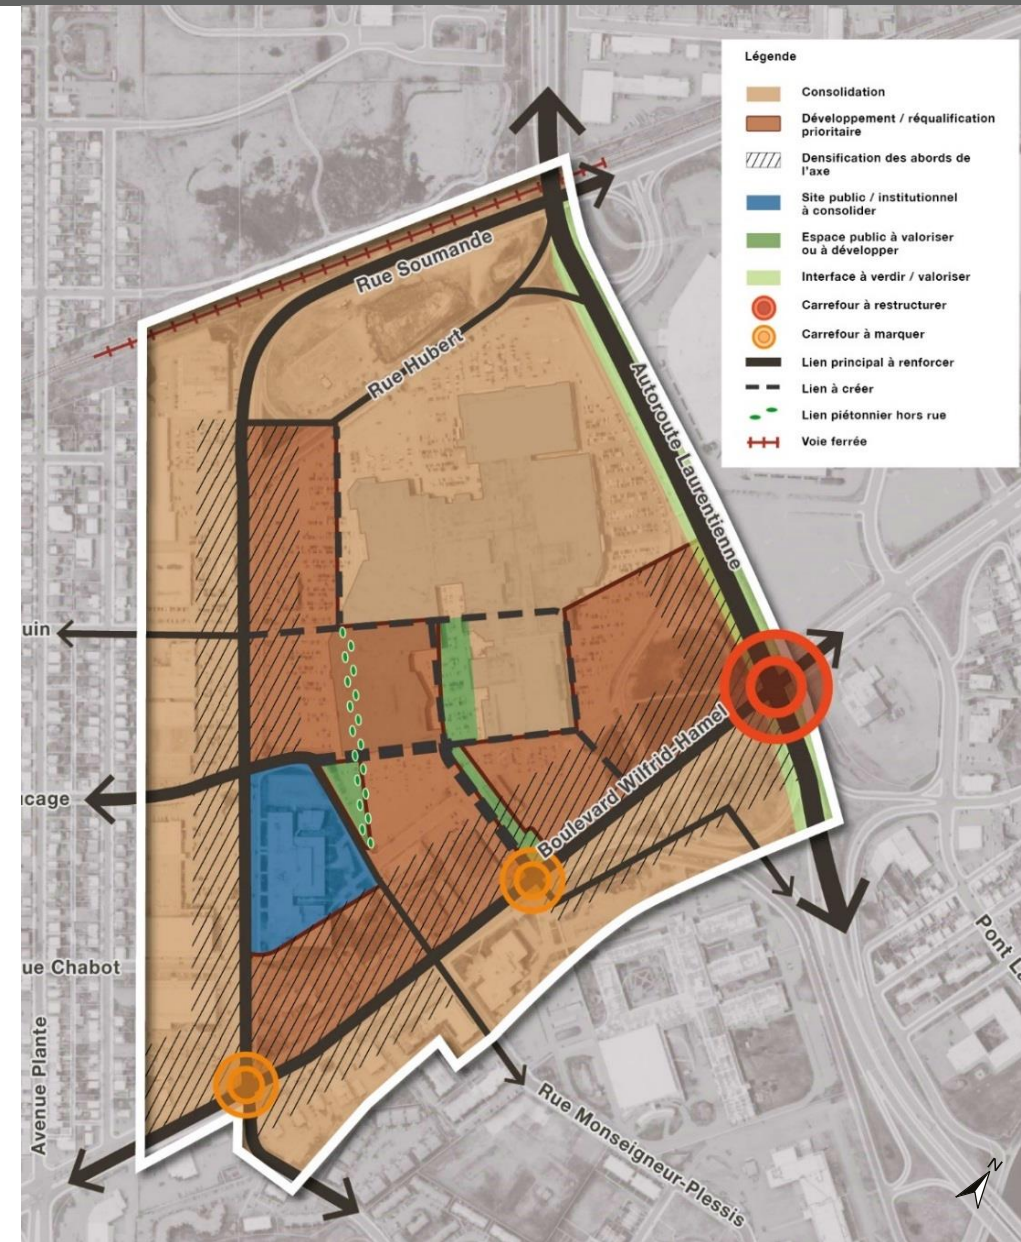 Légende
Consolidation
Développement / réqualification
prioritaire
Densification des abords de
l'axe
Site public / institutionnel
à consolider
Espace public à valoriser
ou à développer
Interface à verdir / valoriser
Carrefour à restructurer
Carrefour à marquer
Lien principal à renforcer
Lien à créer
Lien piétonnier hors rue
Voie ferrée
Rue Soumande
Rue Hubert
Autoroute Laurentienne
uin
Boulevard Wilfrid-Hamel
cage
ue Chabot
Pont L
Avenue Plante
Rue Monseigneur-Plessis
N